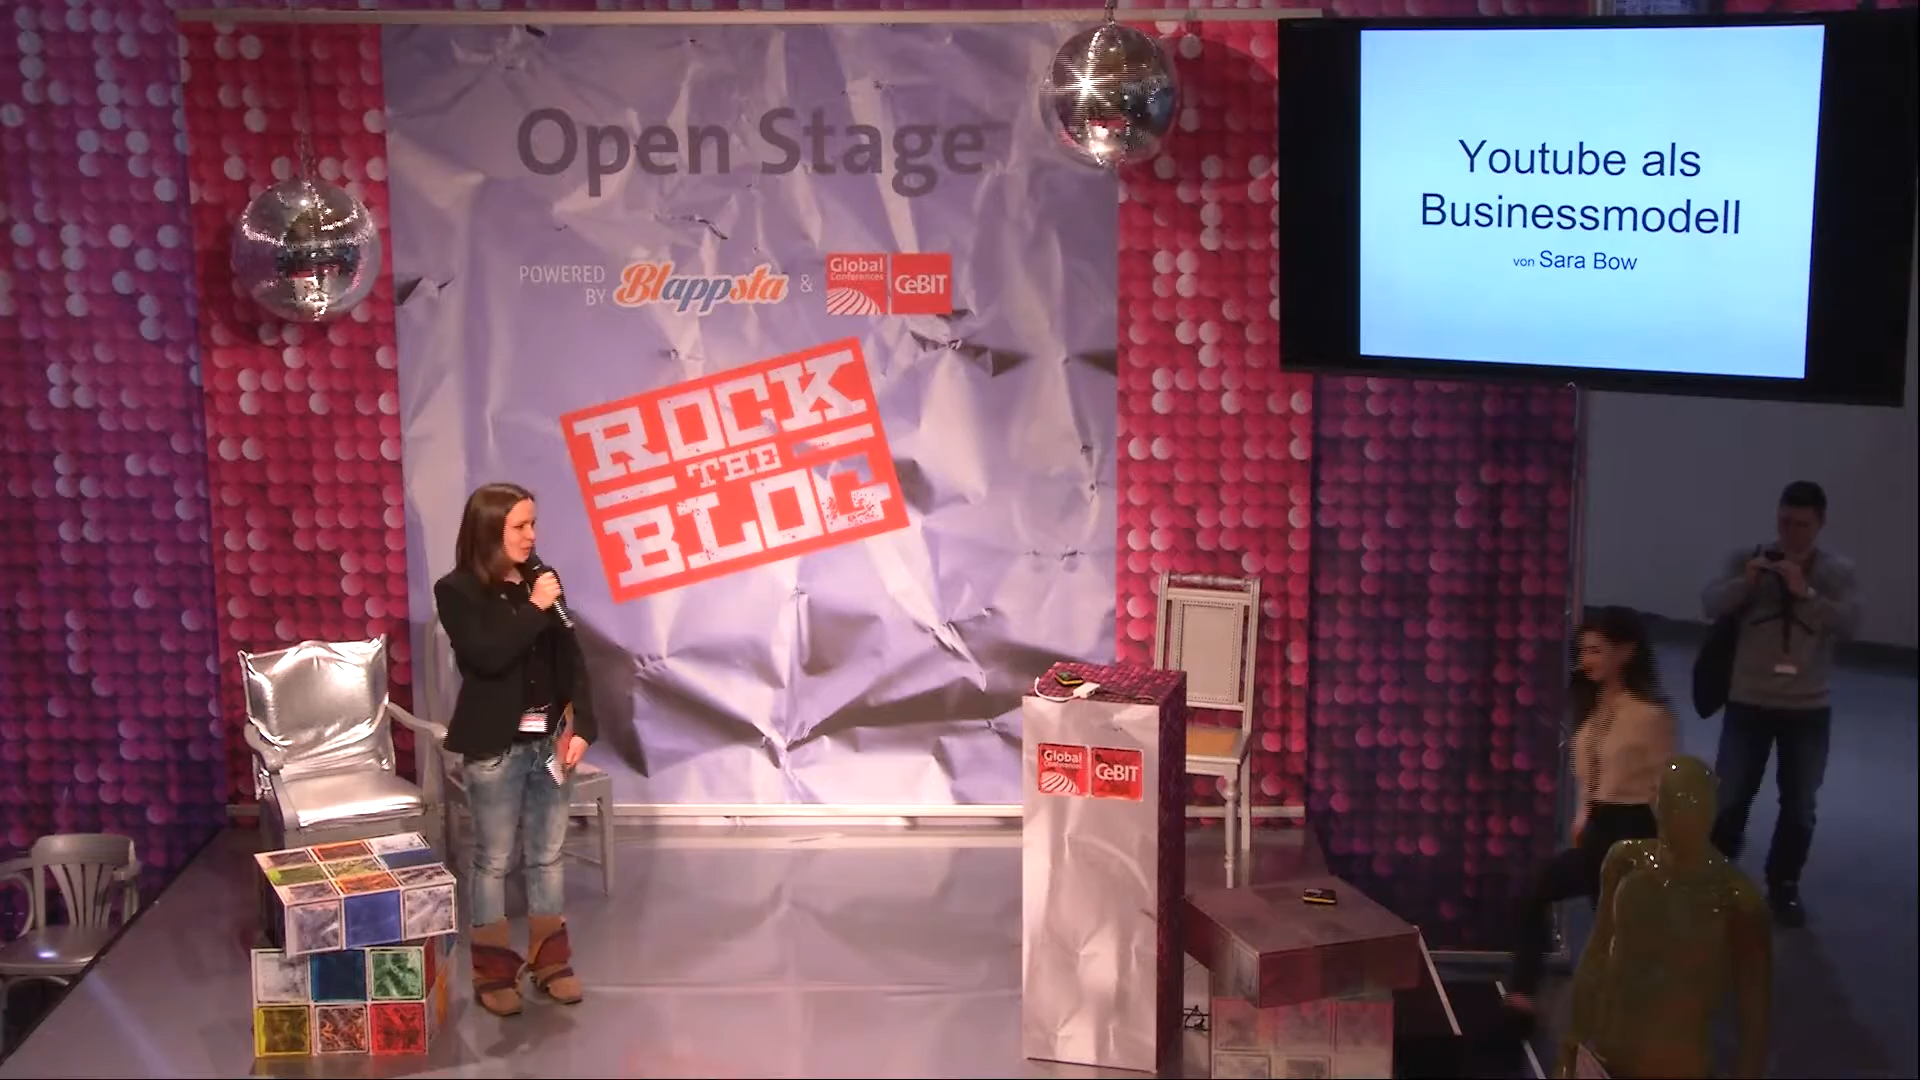 Open Stage
POWERED
BY
Blappsta
&
Global
Conferences
CeBIT
ROCK
THE
BLOG
Youtube als
Businessmodell
von Sara Bow
Global
Conferences
CeBIT